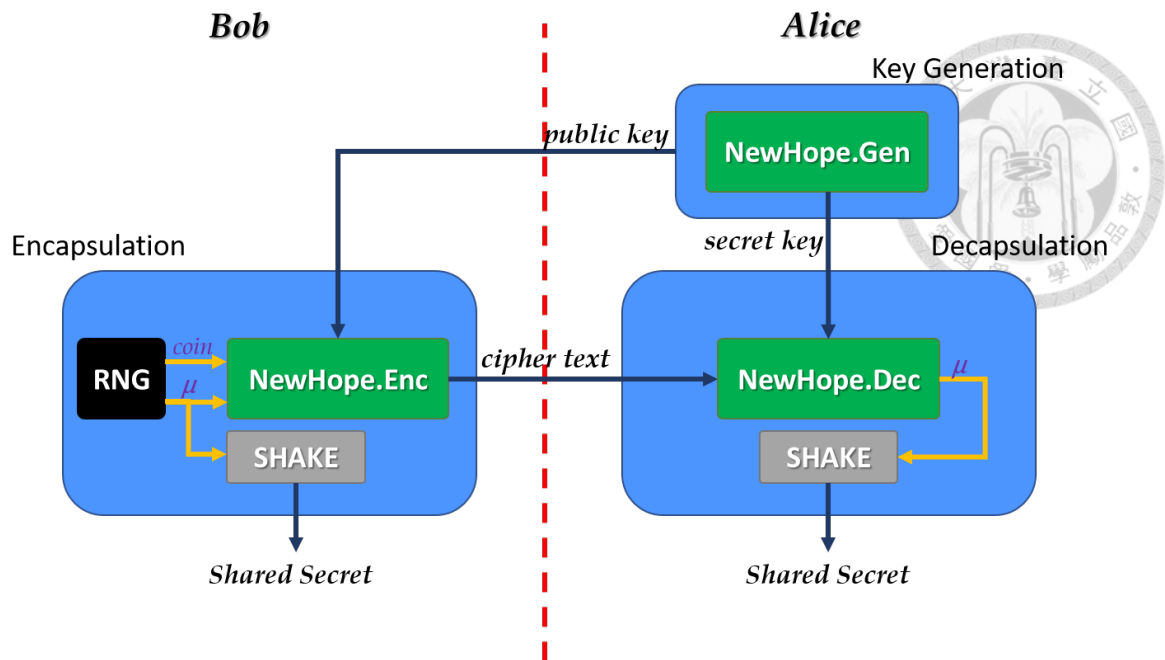 Bob
Alice
Key Generation
public key
NewHope.Gen
secret key
Encapsulation
Decapsulation
RNG
coin
μ
NewHope.Enc
cipher text
NewHope.Dec
μ
SHAKE
SHAKE
Shared Secret
Shared Secret